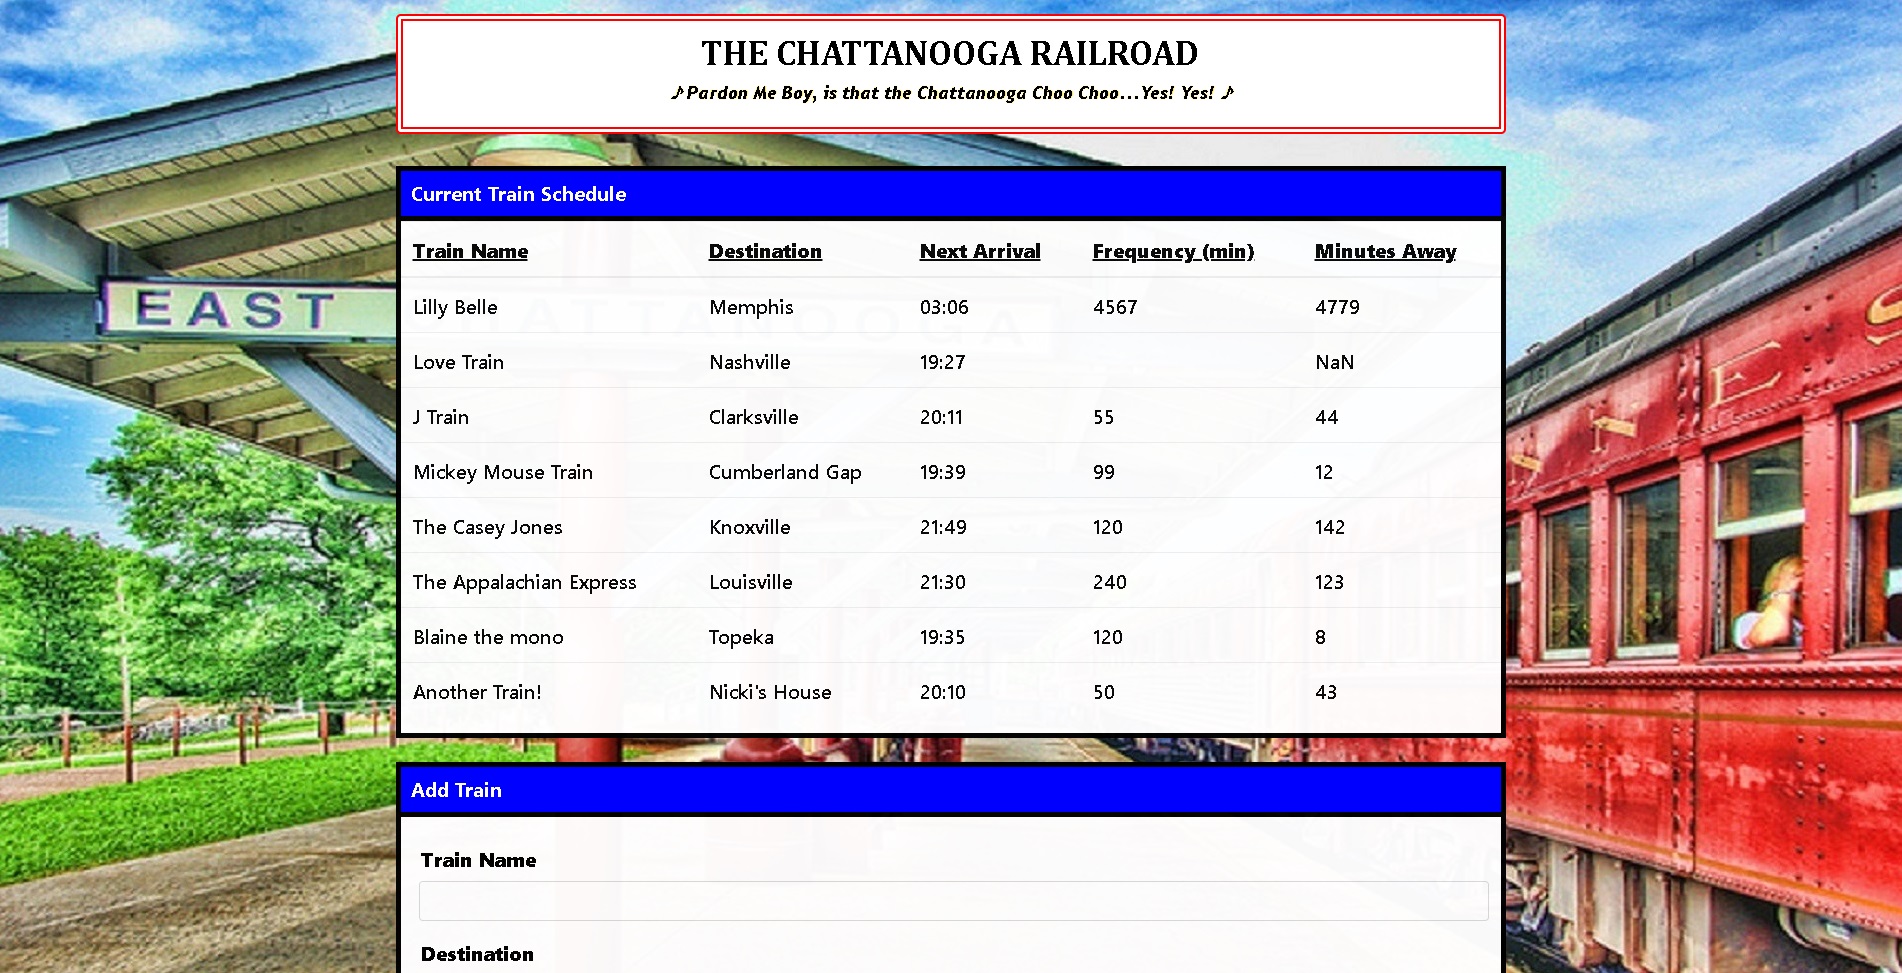 THE CHATTANOOGA RAILROAD
♪Pardon Me Boy, is that the Chattanooga Choo Choo...Yes! Yes! ♪
Current Train Schedule
Train Name Destination Next Arrival Frequency (min) Minutes Away
Lilly Belle Memphis 03:06 4567 4779
Love Train Nashville 19:27 NaN
J Train Clarksville 20:11 55 44
Mickey Mouse Train Cumberland Gap 19:39 99 12
The Casey Jones Knoxville 21:49 120 142
The Appalachian Express Louisville 21:30 240 123
Blaine the mono Topeka 19:35 120 8
Another Train! Nicki's House 20:10 50 43
EAST
CHATTANOOGA
Add Train
Train Name
Destination